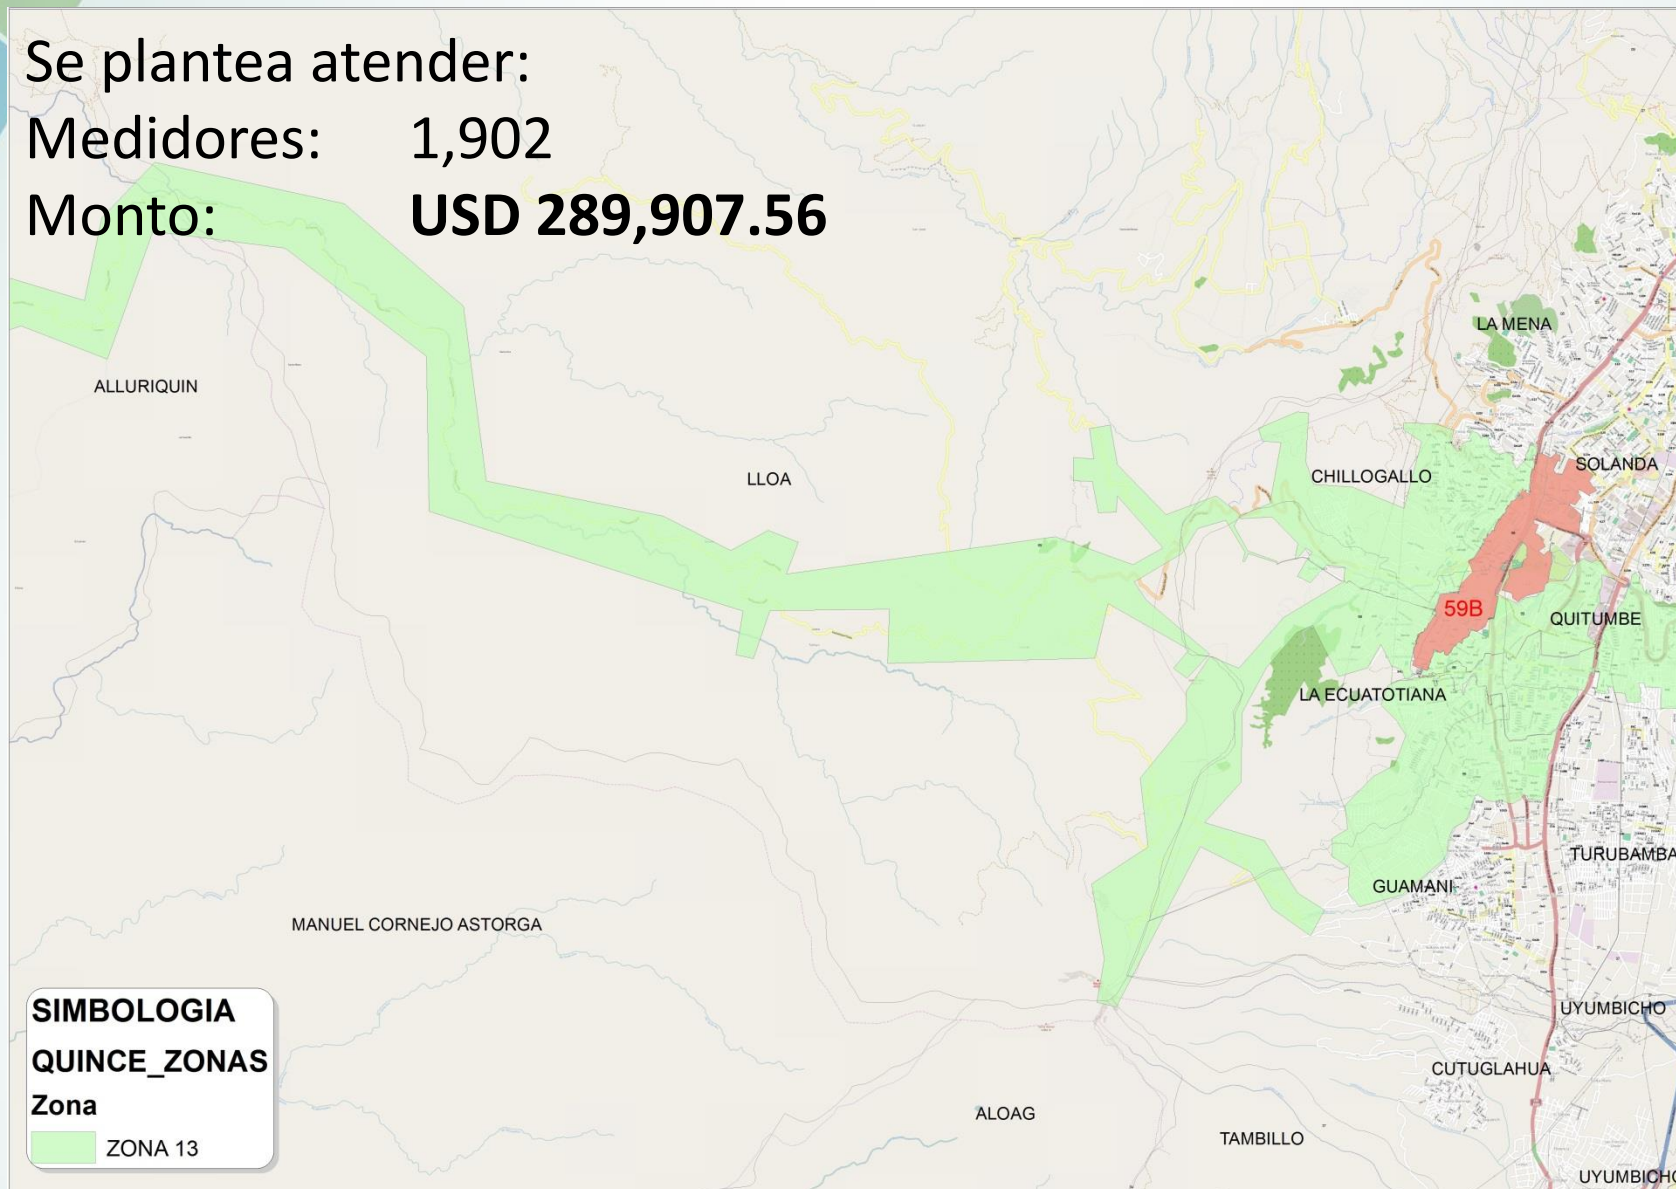 Se plantea atender:
Medidores: 1,902
Monto: USD 289,907.56
LA MENA
ALLURIQUIN
LLOA
CHILLOGALLO
SOLANDA
59B
QUITUMBE
LA ECUATOTIANA
TURUBAMBA
GUAMANI
MANUEL CORNEJO ASTORGA
SIMBOLOGIA
QUINCE_ZONAS
Zona
ZONA 13
UYUMBICHO
CUTUGLAHUA
ALOAG
TAMBILLO
UYUMBICHO